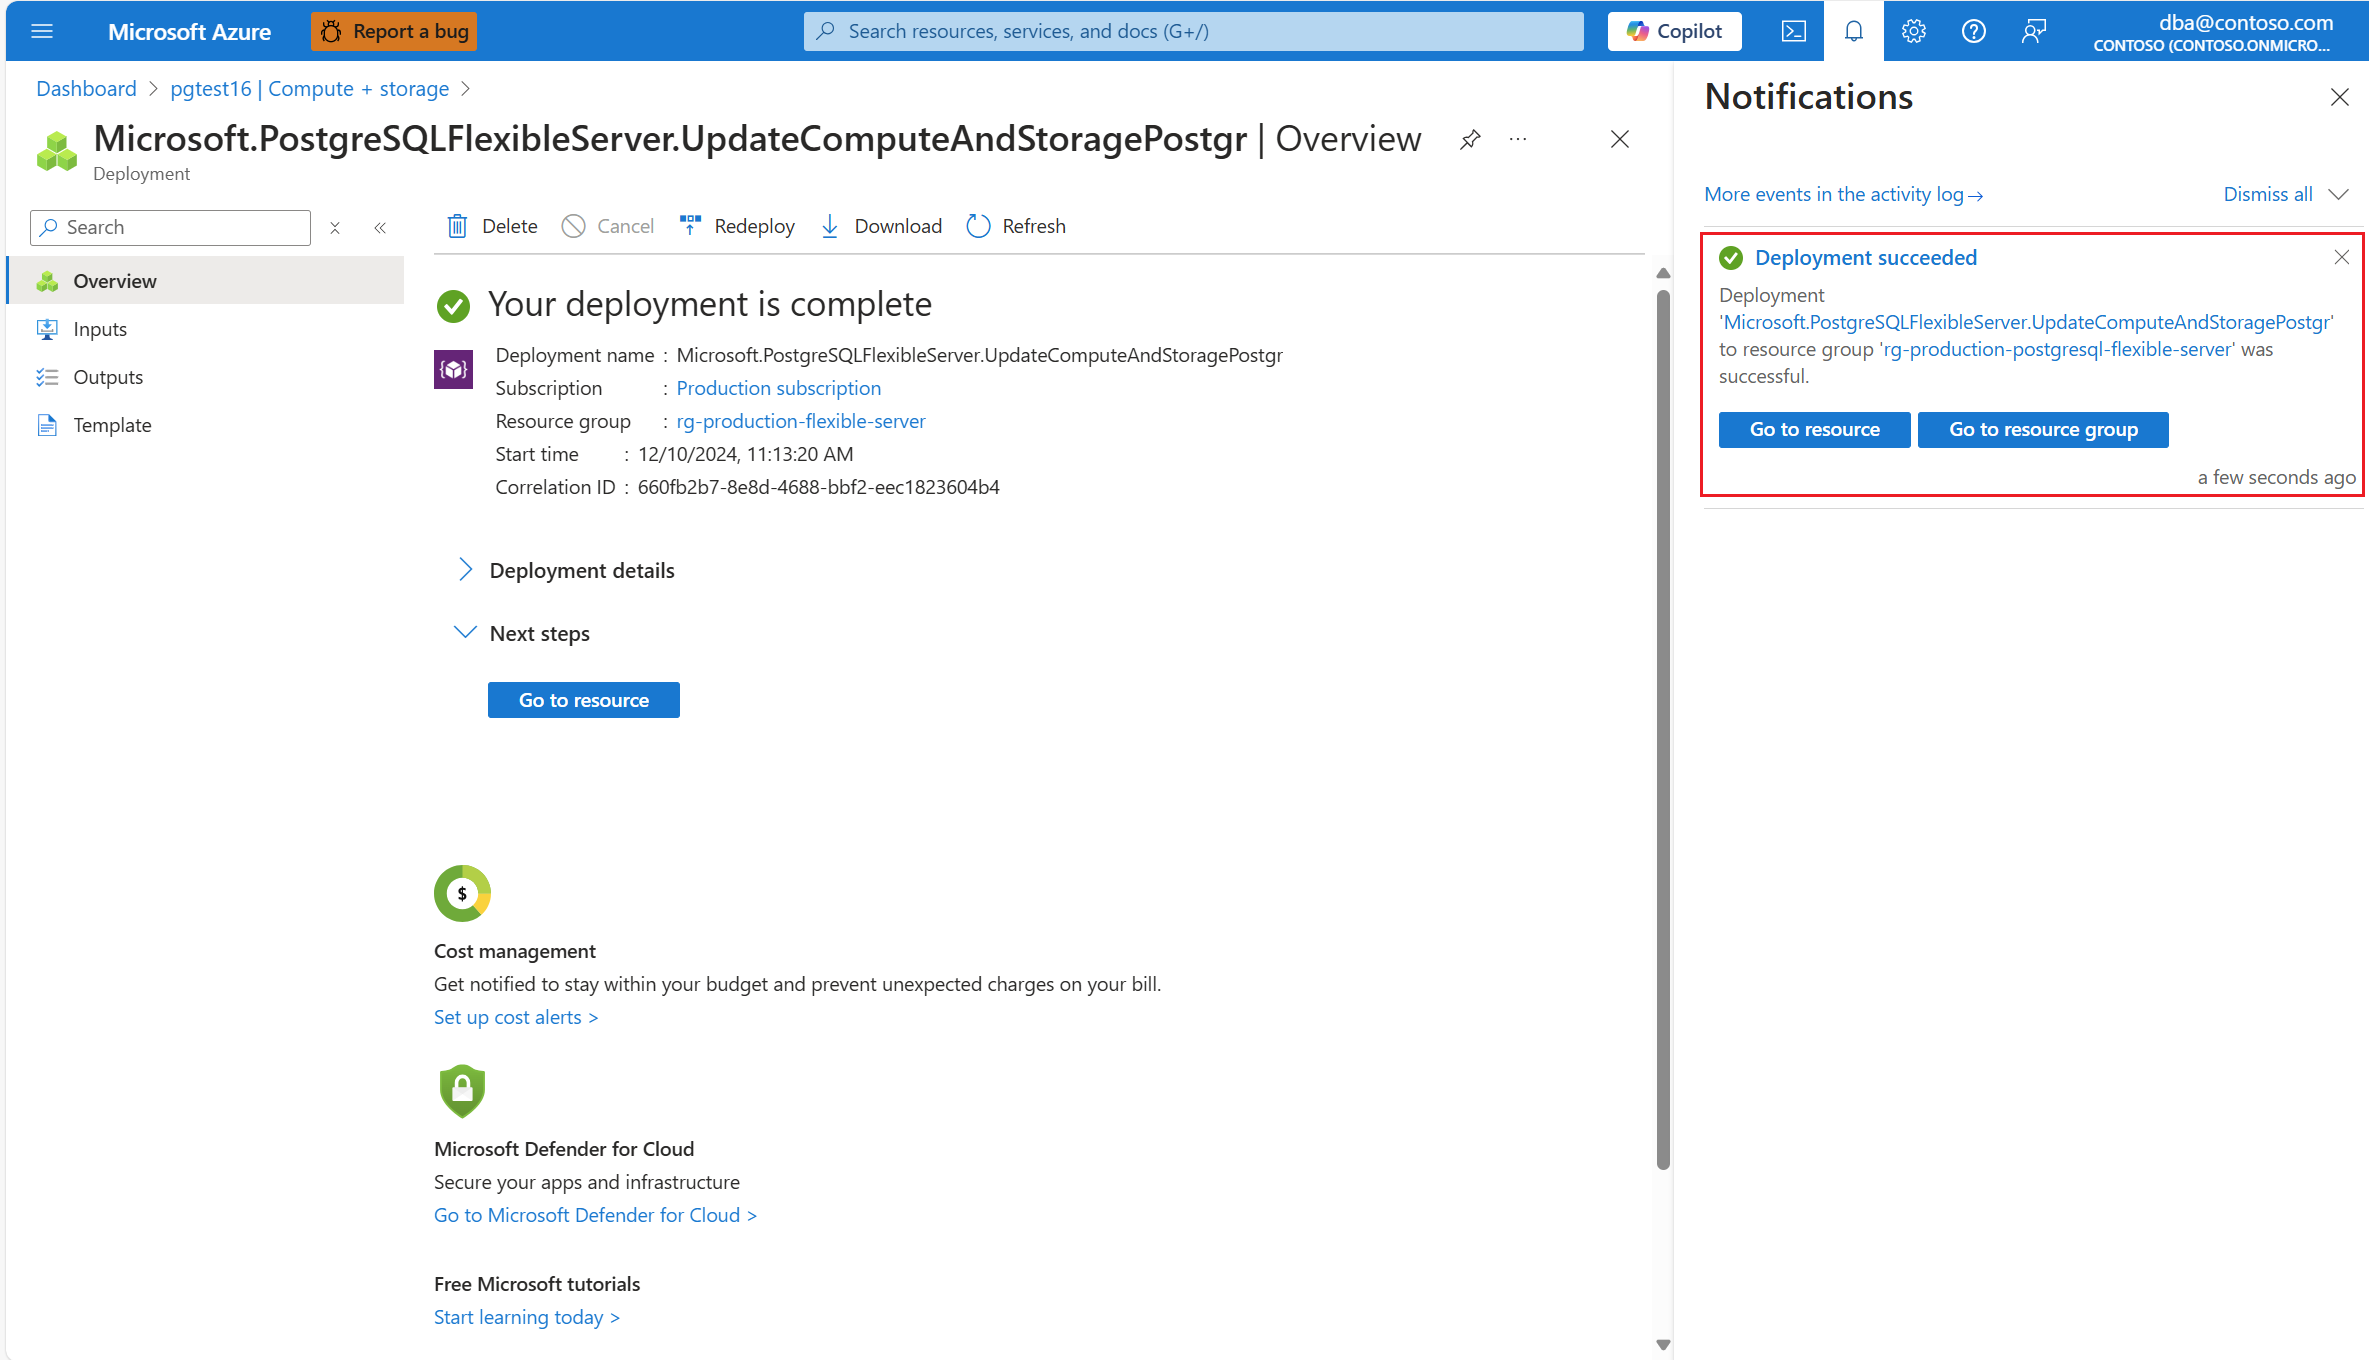 Microsoft Azure
Report a bug
Search resources, services, and docs (G+/)
Copilot
dba@contoso.com
CONTOSO (CONTOSO.ONMICRO...
Dashboard > pgtest16 | Compute + storage >
Microsoft.PostgreSQLFlexibleServer.UpdateComputeAndStoragePostgr | Overview
Deployment
Search
Overview
Inputs
Outputs
Template
Delete
Cancel
Redeploy
Download
Refresh
Your deployment is complete
Deployment name : Microsoft.PostgreSQLFlexibleServer.UpdateComputeAndStoragePostgr
Subscription : Production subscription
Resource group : rg-production-flexible-server
Start time : 12/10/2024, 11:13:20 AM
Correlation ID : 660fb2b7-8e8d-4688-bbf2-eec1823604b4
Deployment details
Next steps
Go to resource
$
Cost management
Get notified to stay within your budget and prevent unexpected charges on your bill.
Set up cost alerts >
Microsoft Defender for Cloud
Secure your apps and infrastructure
Go to Microsoft Defender for Cloud >
Free Microsoft tutorials
Start learning today >
Notifications
More events in the activity log→
Dismiss all
Deployment succeeded
Deployment
'Microsoft.PostgreSQLFlexibleServer.UpdateComputeAndStoragePostgr'
to resource group 'rg-production-postgresql-flexible-server' was
successful.
Go to resource
Go to resource group
a few seconds ago